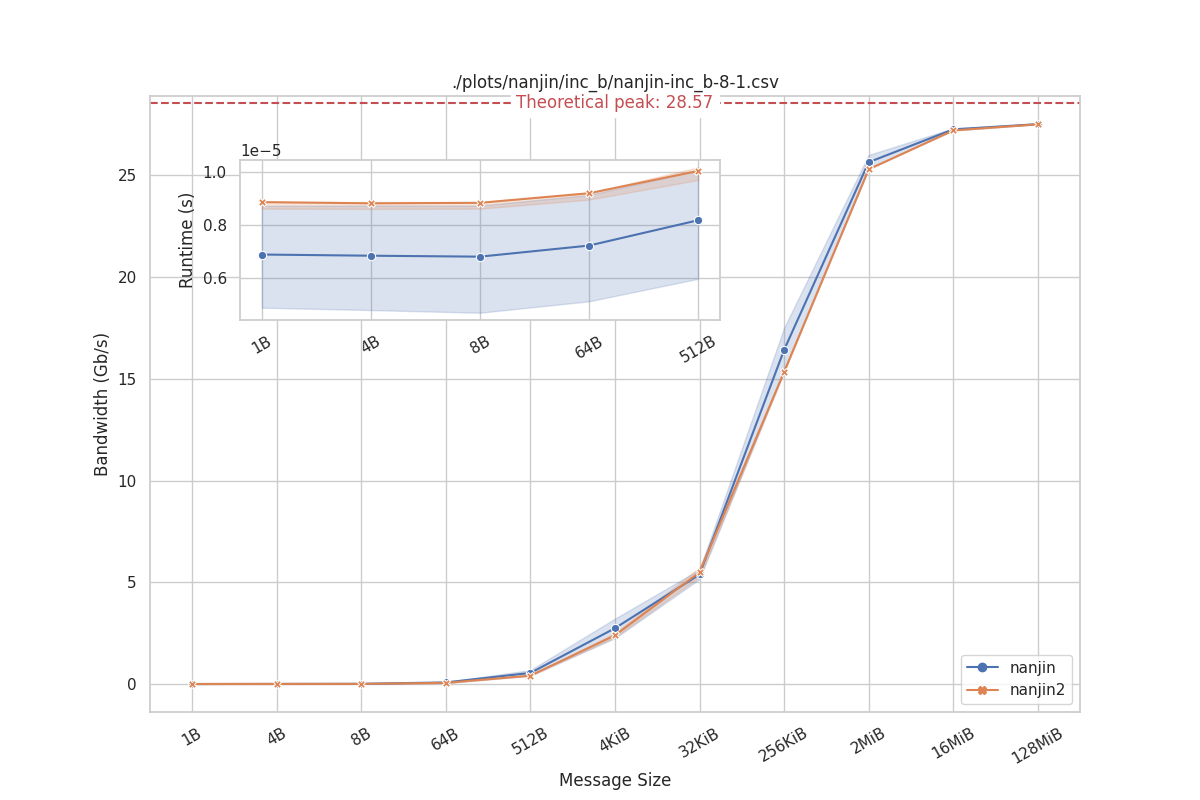 ./plots/nanjin/inc_b/nanjin-inc_b-8-1.csv
Theoretical peak: 28.57
1e−5
1.0
0.8
0.6
Runtime (s)
1B 4B 8B 64B 512B
25
20
15
10
5
0
Bandwidth (Gb/s)
nanjin
nanjin2
1B 4B 8B 64B 512B 4KiB 32KiB 256KiB 2MiB 16MiB 128MiB
Message Size